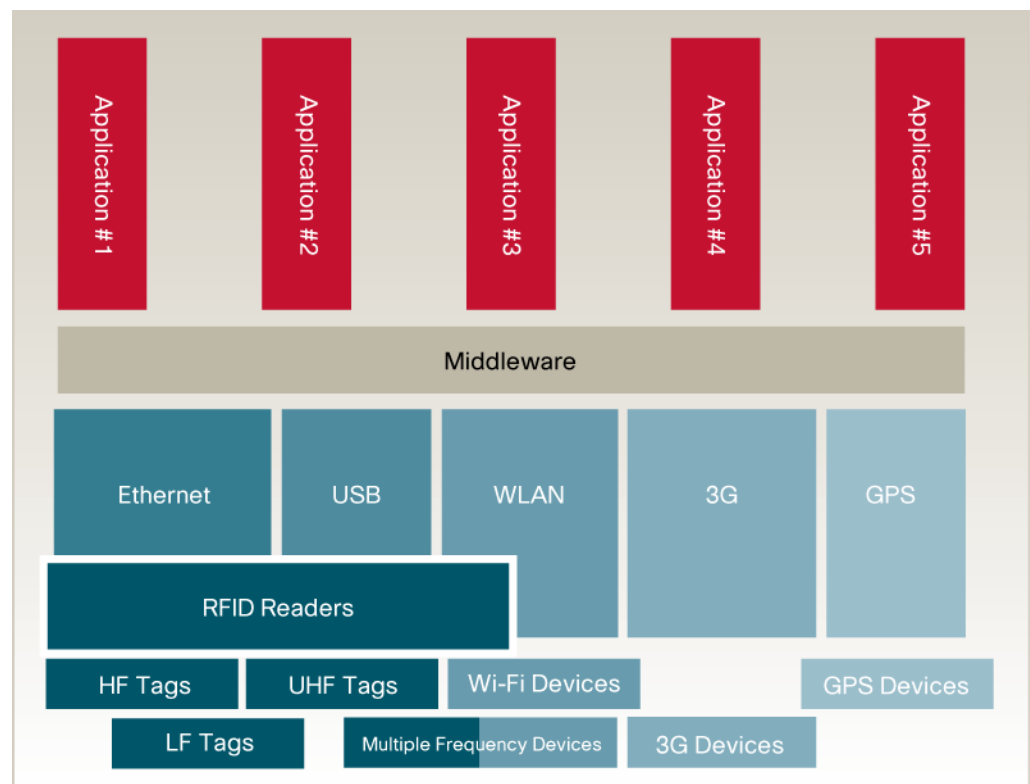 Application #1
Application #2
Application #3
Application #4
Application #5
Middleware
Ethernet
USB
WLAN
3G
GPS
RFID Readers
HF Tags
UHF Tags
Wi-Fi Devices
GPS Devices
LF Tags
Multiple Frequency Devices
3G Devices